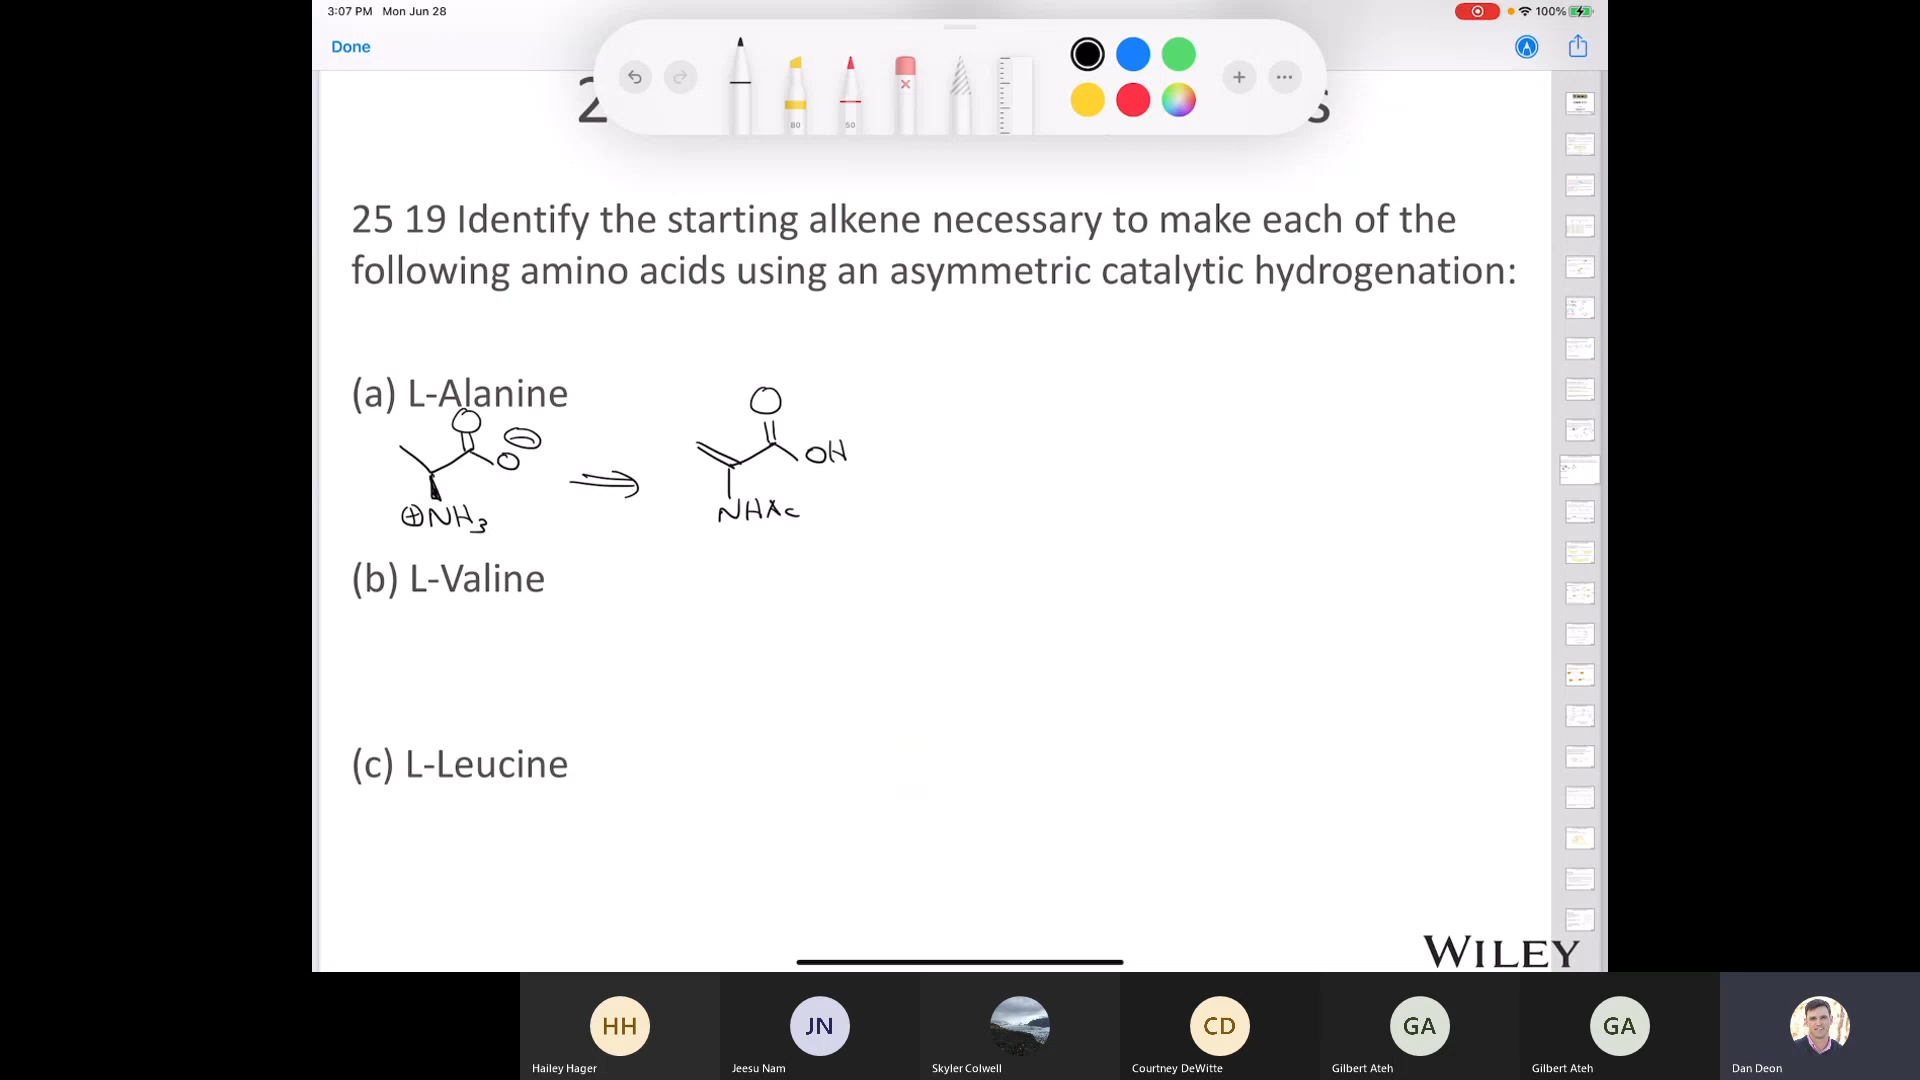 3:07 PM Mon Jun 28
100%
Done
80
50
25 19 Identify the starting alkene necessary to make each of the
following amino acids using an asymmetric catalytic hydrogenation:
(a) L-Alanine
O
O
⊖
O
OH
⊕NH3
NHAc
(b) L-Valine
(c) L-Leucine
WILEY
HH
JN
CD
GA
GA
Hailey Hager
Jeesu Nam
Skyler Colwell
Courtney DeWitte
Gilbert Ateh
Gilbert Ateh
Dan Deon